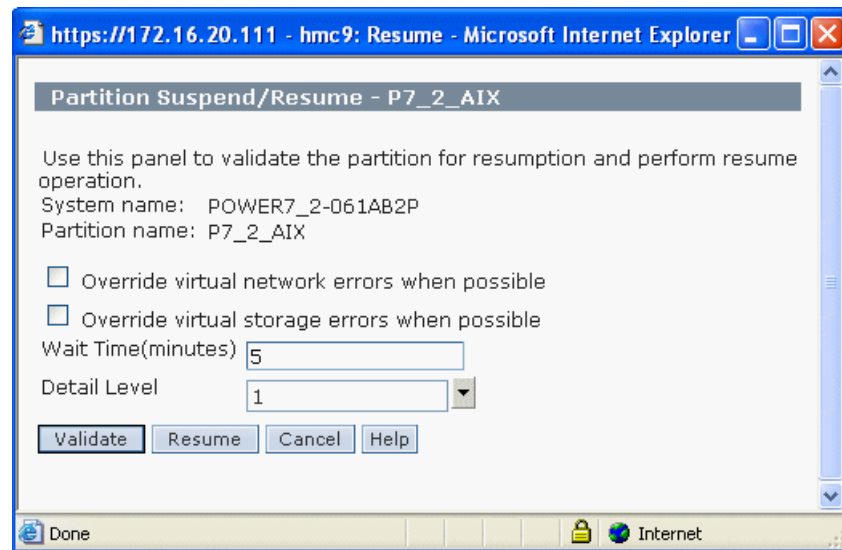 https://172.16.20.111 - hmc9: Resume - Microsoft Internet Explorer
Partition Suspend/Resume - P7_2_AIX
Use this panel to validate the partition for resumption and perform resume
operation.
System name: POWER7_2-061AB2P
Partition name: P7_2_AIX
Override virtual network errors when possible
Override virtual storage errors when possible
Wait Time(minutes) 5
Detail Level 1
Validate Resume Cancel Help
Done Internet